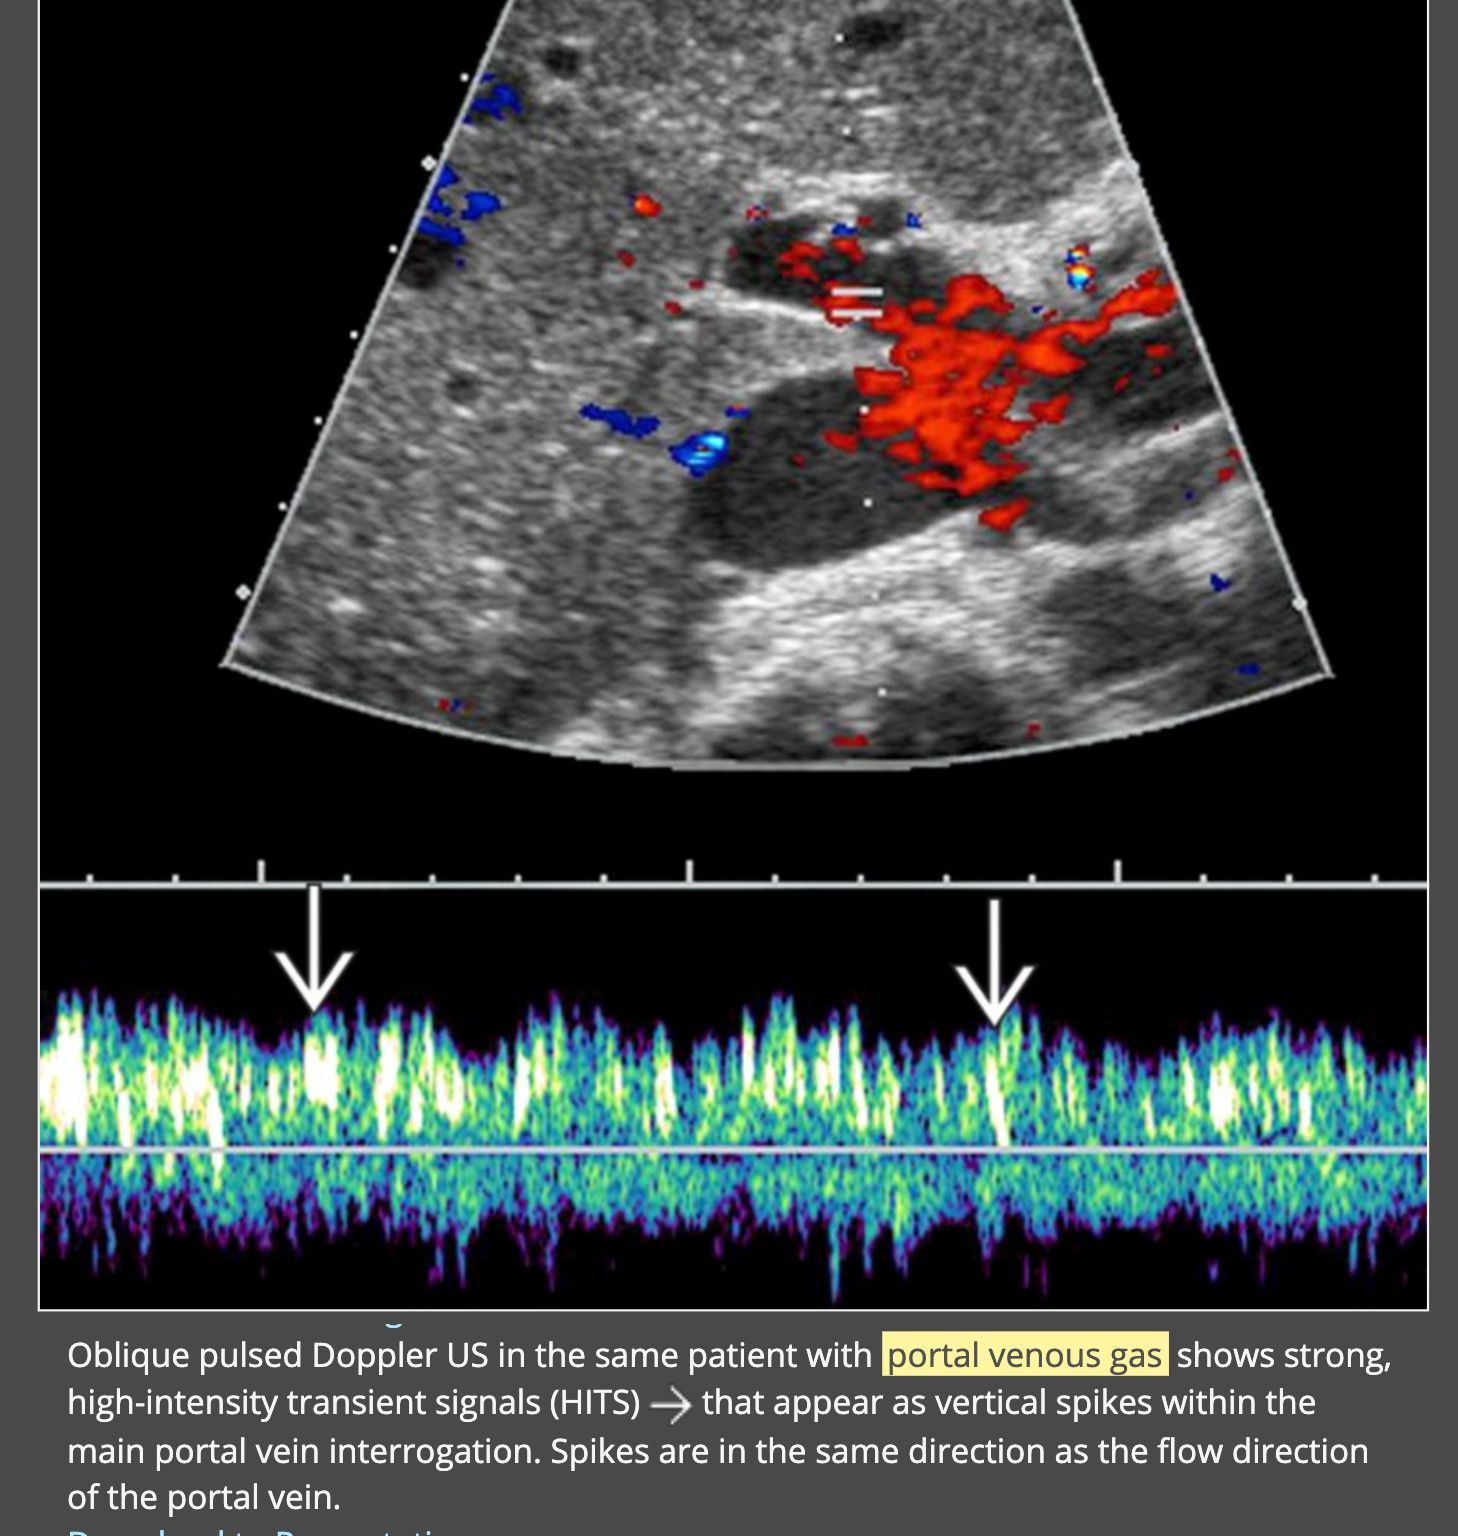 Oblique pulsed Doppler US in the same patient with portal venous gas shows strong,
high-intensity transient signals (HITS) → that appear as vertical spikes within the
main portal vein interrogation. Spikes are in the same direction as the flow direction
of the portal vein.